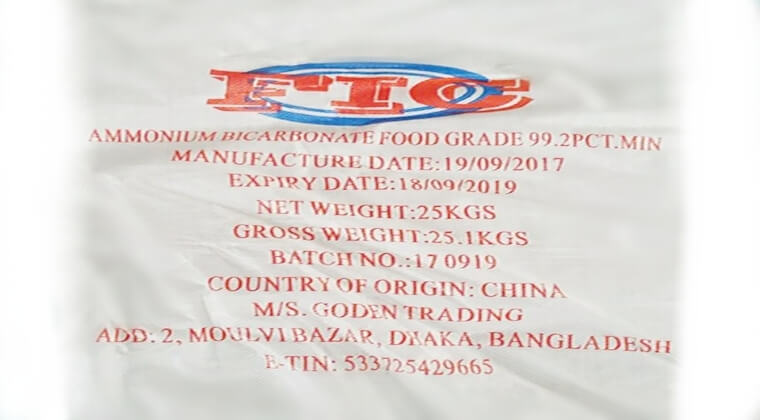 FIC
AMMONIUM BICARBONATE FOOD GRADE 99.2PCT.MIN
MANUFACTURE DATE:19/09/2017
EXPIRY DATE:18/09/2019
NET WEIGHT:25KGS
GROSS WEIGHT:25.1KGS
BATCH NO.:170919
COUNTRY OF ORIGIN: CHINA
M/S. GODEN TRADING
ADD: 2, MOULVI BAZAR, DHAKA, BANGLADESH
E-TIN: 533725429665